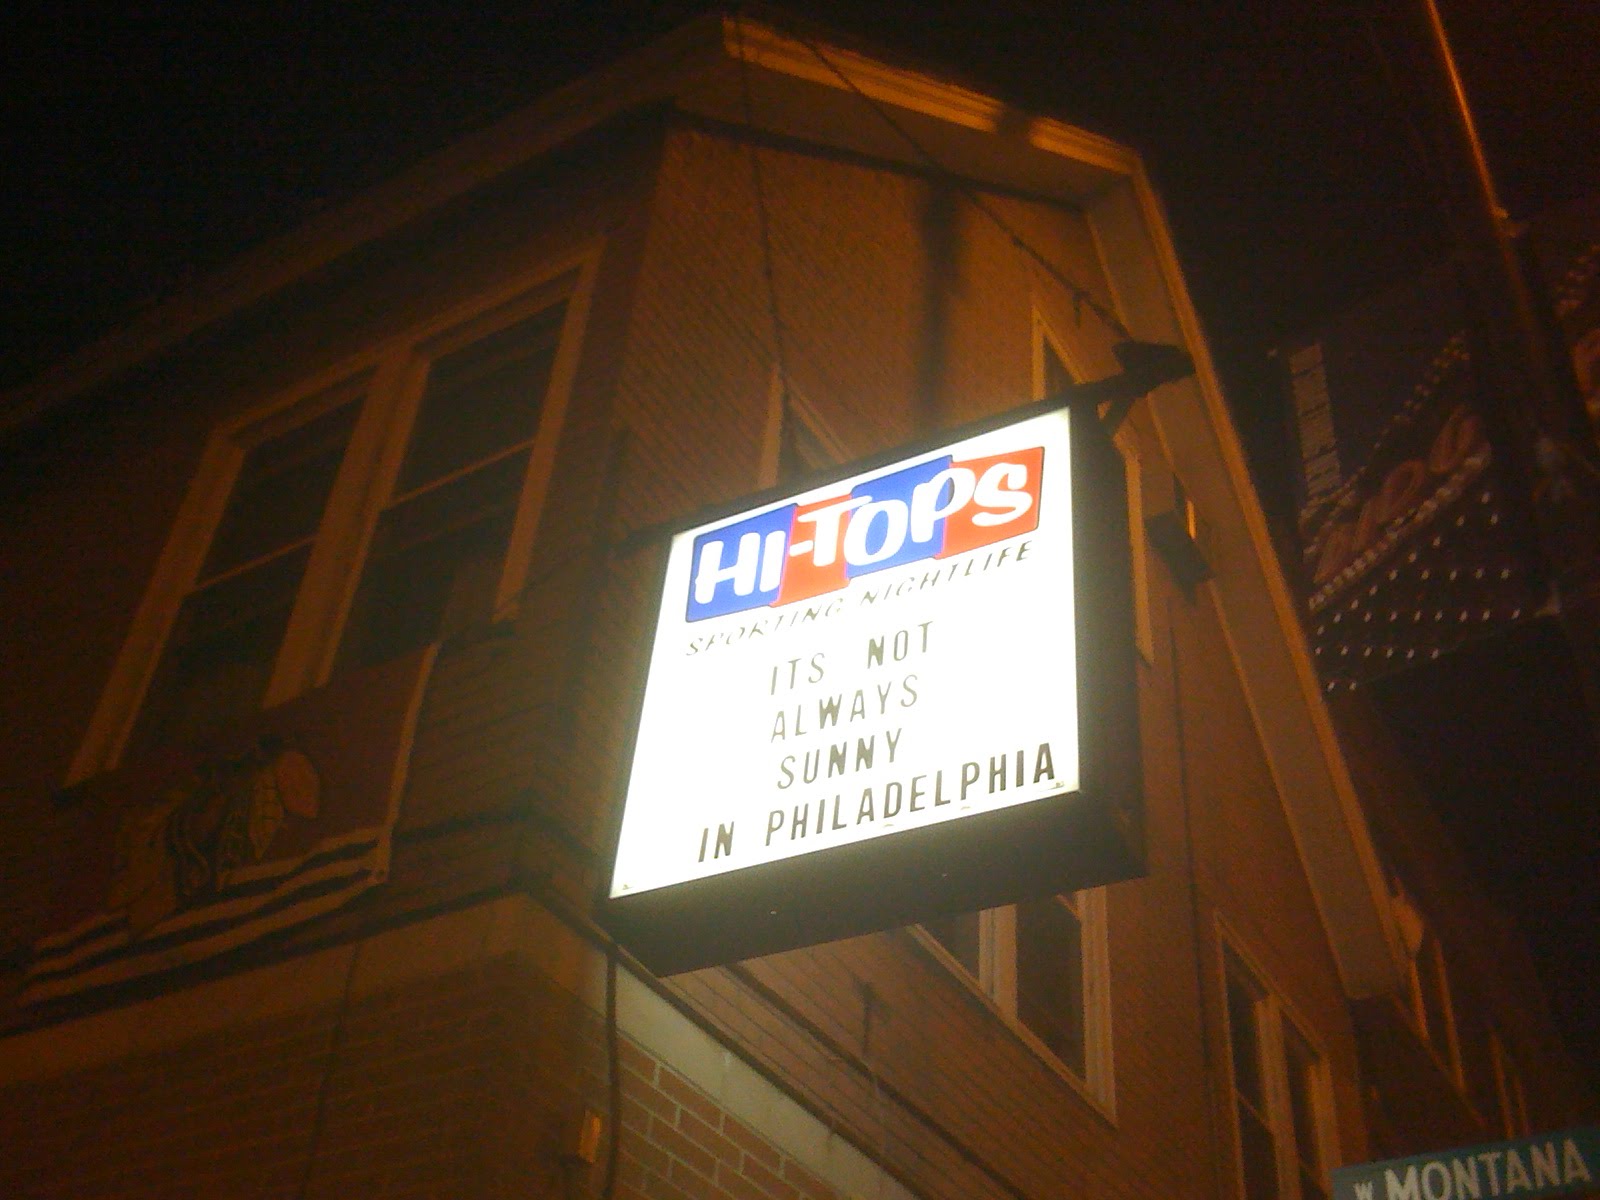 HI-TOPS
SPORTING NIGHTLIFE
ITS NOT
ALWAYS
SUNNY
IN PHILADELPHIA
W MONTANA